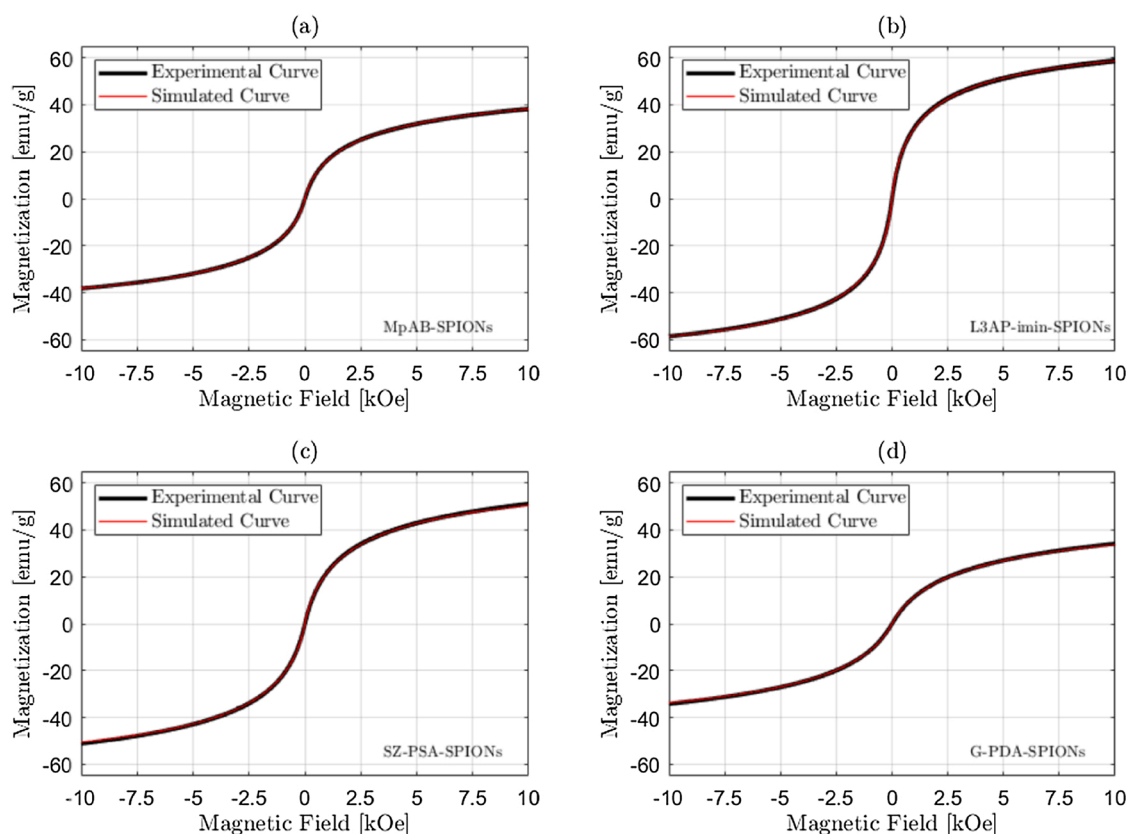 (a)
60
40
20
0
-20
-40
-60
Magnetization [emu/g]
Experimental Curve
Simulated Curve
MpAB-SPIONs
-10 -7.5 -5 -2.5 0 2.5 5 7.5 10
Magnetic Field [kOe]
(b)
60
40
20
0
-20
-40
-60
Magnetization [emu/g]
Experimental Curve
Simulated Curve
L3AP-imin-SPIONs
-10 -7.5 -5 -2.5 0 2.5 5 7.5 10
Magnetic Field [kOe]
(c)
60
40
20
0
-20
-40
-60
Magnetization [emu/g]
Experimental Curve
Simulated Curve
SZ-PSA-SPIONs
-10 -7.5 -5 -2.5 0 2.5 5 7.5 10
Magnetic Field [kOe]
(d)
60
40
20
0
-20
-40
-60
Magnetization [emu/g]
Experimental Curve
Simulated Curve
G-PDA-SPIONs
-10 -7.5 -5 -2.5 0 2.5 5 7.5 10
Magnetic Field [kOe]